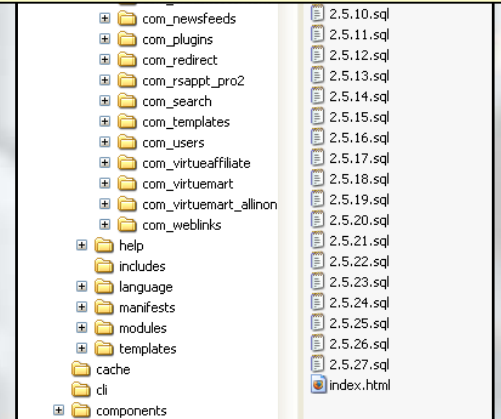 com_newsfeeds
com_plugins
com_redirect
com_rsappt_pro2
com_search
com_templates
com_users
com_virtueaffiliate
com_virtuemart
com_virtuemart_allinon
com_weblinks
help
includes
language
manifests
modules
templates
cache
cli
components
2.5.10.sql
2.5.11.sql
2.5.12.sql
2.5.13.sql
2.5.14.sql
2.5.15.sql
2.5.16.sql
2.5.17.sql
2.5.18.sql
2.5.19.sql
2.5.20.sql
2.5.21.sql
2.5.22.sql
2.5.23.sql
2.5.24.sql
2.5.25.sql
2.5.26.sql
2.5.27.sql
index.html